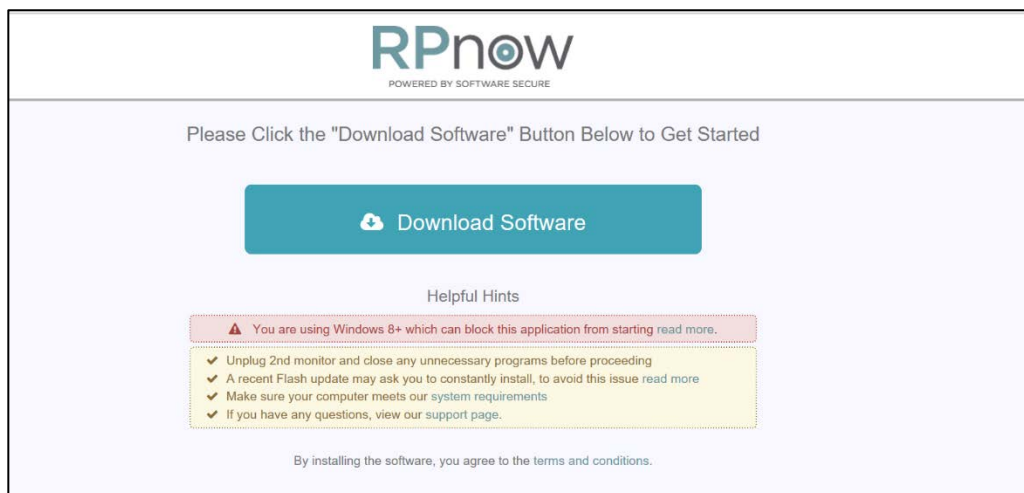 RPnow
POWERED BY SOFTWARE SECURE
Please Click the "Download Software" Button Below to Get Started
Download Software
Helpful Hints
You are using Windows 8+ which can block this application from starting read more.
Unplug 2nd monitor and close any unnecessary programs before proceeding
A recent Flash update may ask you to constantly install, to avoid this issue read more
Make sure your computer meets our system requirements
If you have any questions, view our support page.
By installing the software, you agree to the terms and conditions.